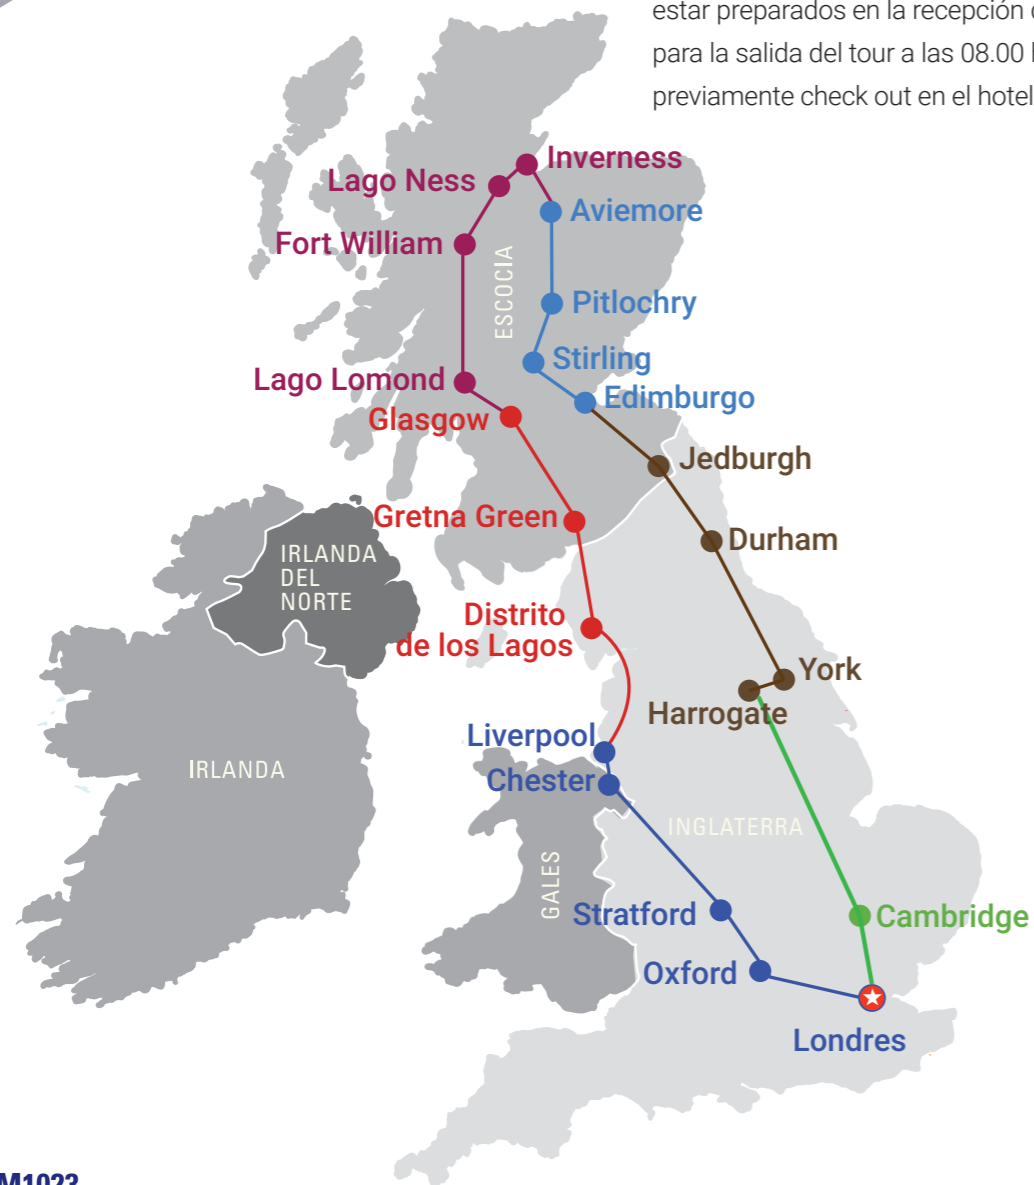 estar preparados en la recepción
para la salida del tour a las 08.00
previamente check out en el hotel
Inverness
Lago Ness
Aviemore
Fort William
ESCOCIA
Pitlochry
Stirling
Lago Lomond
Edimburgo
Glasgow
Jedburgh
Gretna Green
Durham
IRLANDA
DEL
NORTE
Distrito
de los Lagos
York
Harrogate
Liverpool
IRLANDA
Chester
INGLATERRA
GALES
Stratford
Cambridge
Oxford
Londres
M1023